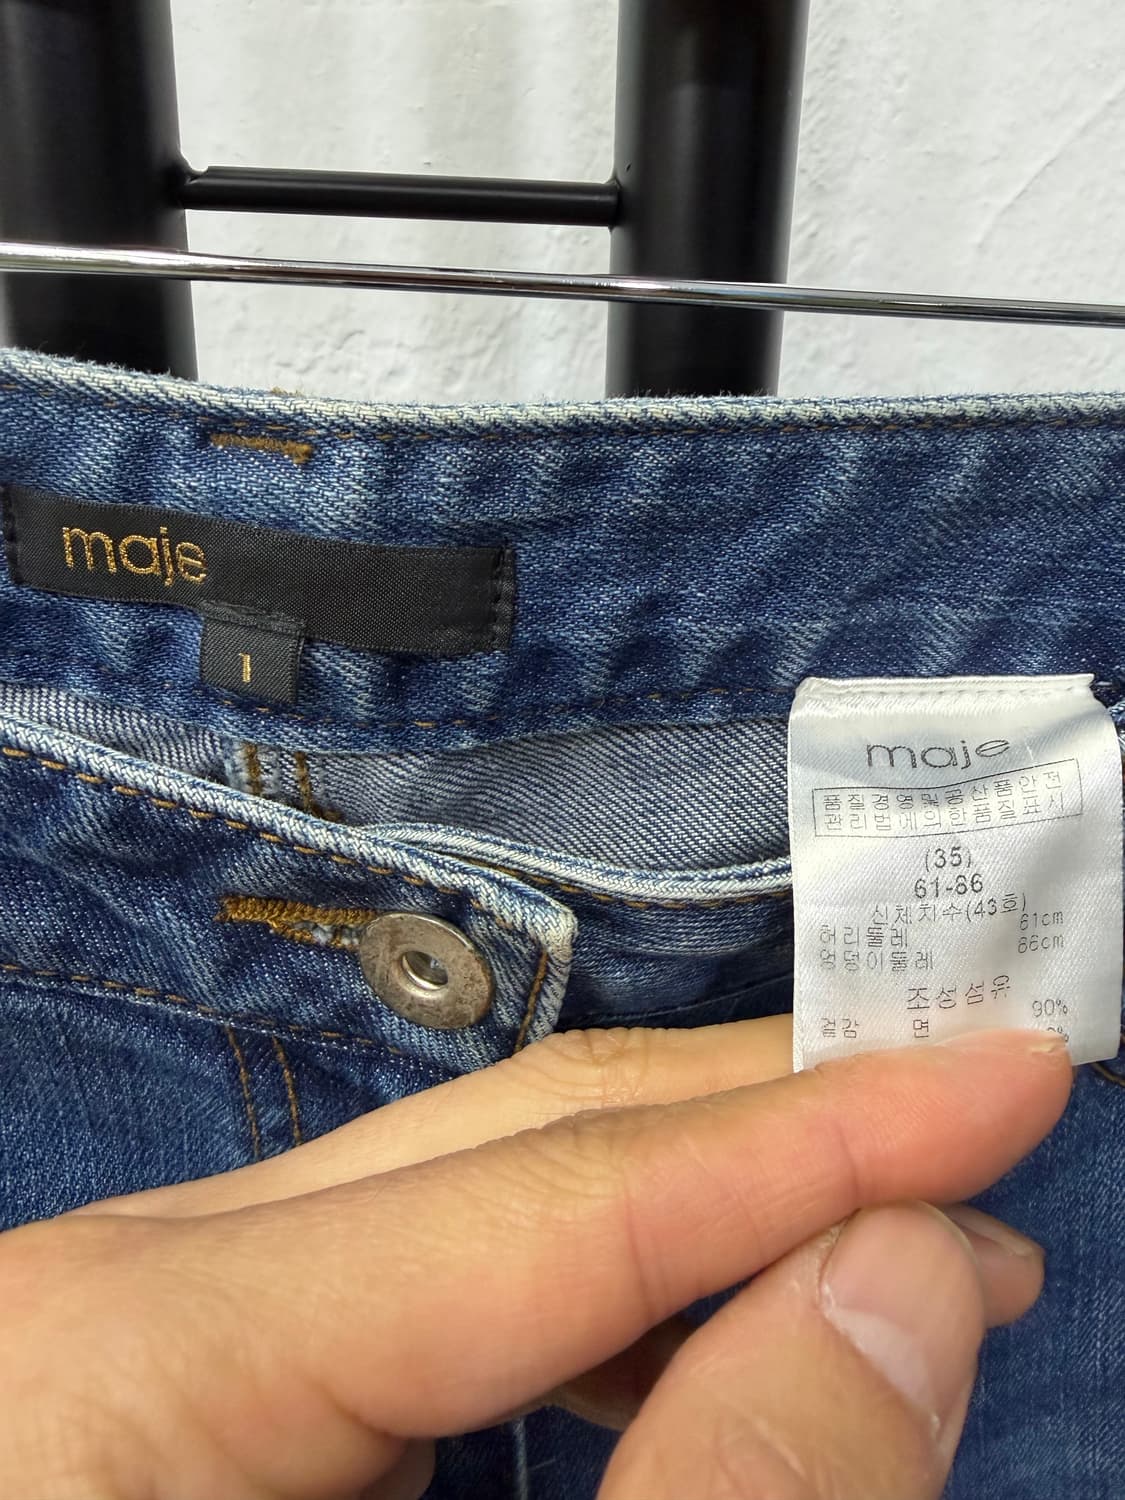 maje
1
maje
품질경영및공산품안전
관리법에의한품질표시
(35)
61-86
신체치수(43호)
허리둘레 61cm
엉덩이둘레 86cm
조성섬유
겉감 면 90%